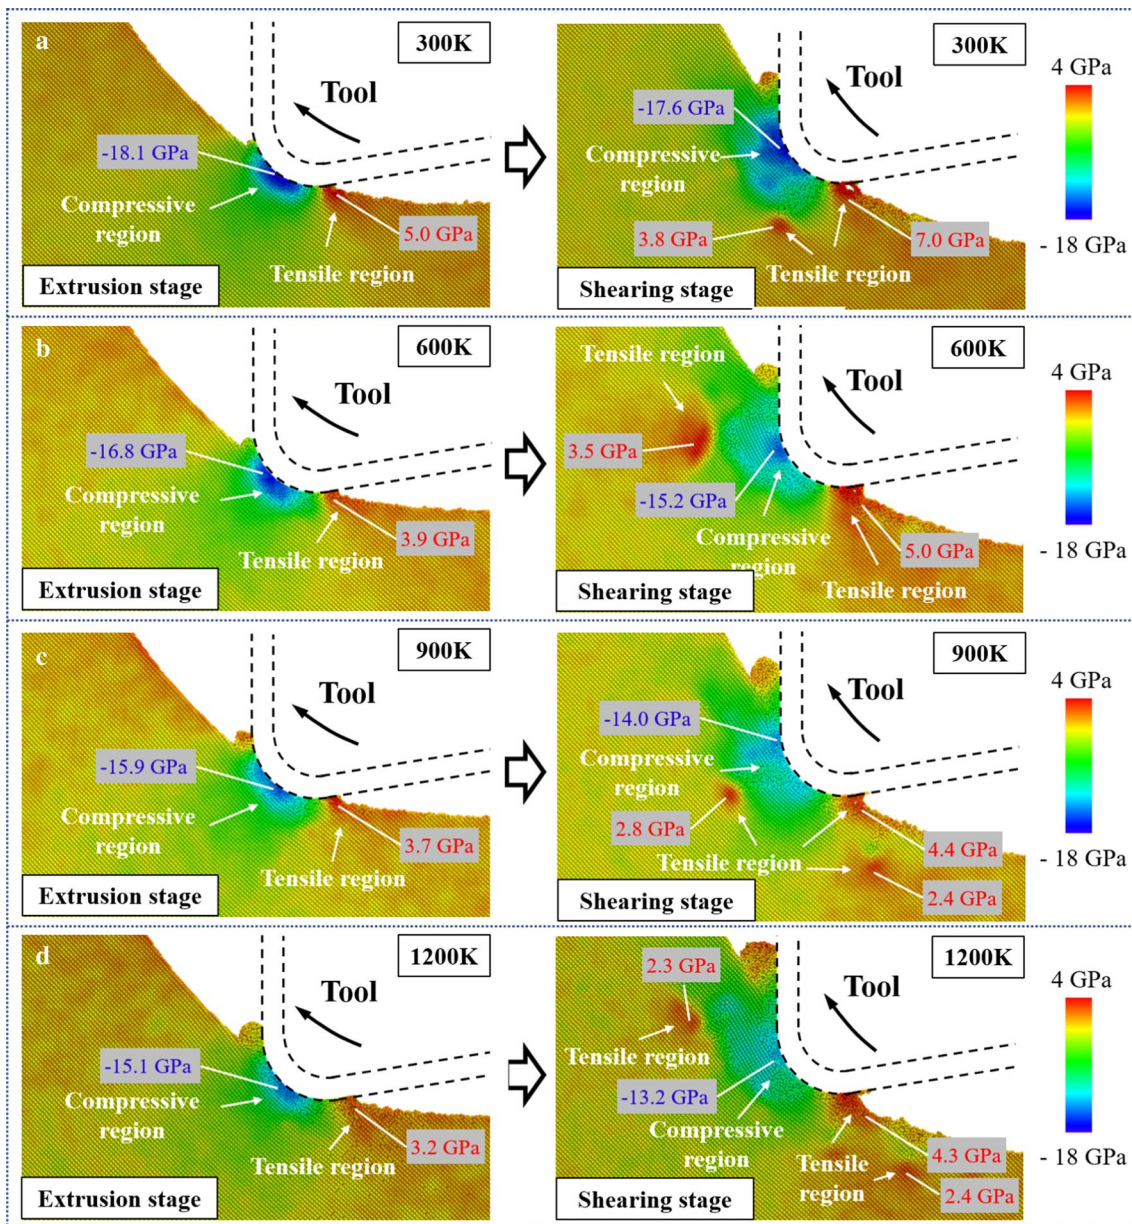 a
300K
Tool
-18.1 GPa
Compressive
region
5.0 GPa
Tensile region
Extrusion stage
300K
Tool
-17.6 GPa
Compressive
region
3.8 GPa
7.0 GPa
Tensile region
Shearing stage
4 GPa
- 18 GPa
b
600K
Tool
-16.8 GPa
Compressive
region
3.9 GPa
Tensile region
Extrusion stage
600K
Tensile region
Tool
3.5 GPa
-15.2 GPa
Compressive
region
5.0 GPa
Tensile region
Shearing stage
4 GPa
- 18 GPa
c
900K
Tool
-15.9 GPa
Compressive
region
3.7 GPa
Tensile region
Extrusion stage
900K
Tool
-14.0 GPa
Compressive
region
2.8 GPa
4.4 GPa
Tensile region
2.4 GPa
Shearing stage
4 GPa
- 18 GPa
d
1200K
Tool
-15.1 GPa
Compressive
region
3.2 GPa
Tensile region
Extrusion stage
1200K
2.3 GPa
Tool
Tensile region
-13.2 GPa
Compressive
region
Tensile
region
4.3 GPa
2.4 GPa
Shearing stage
4 GPa
- 18 GPa